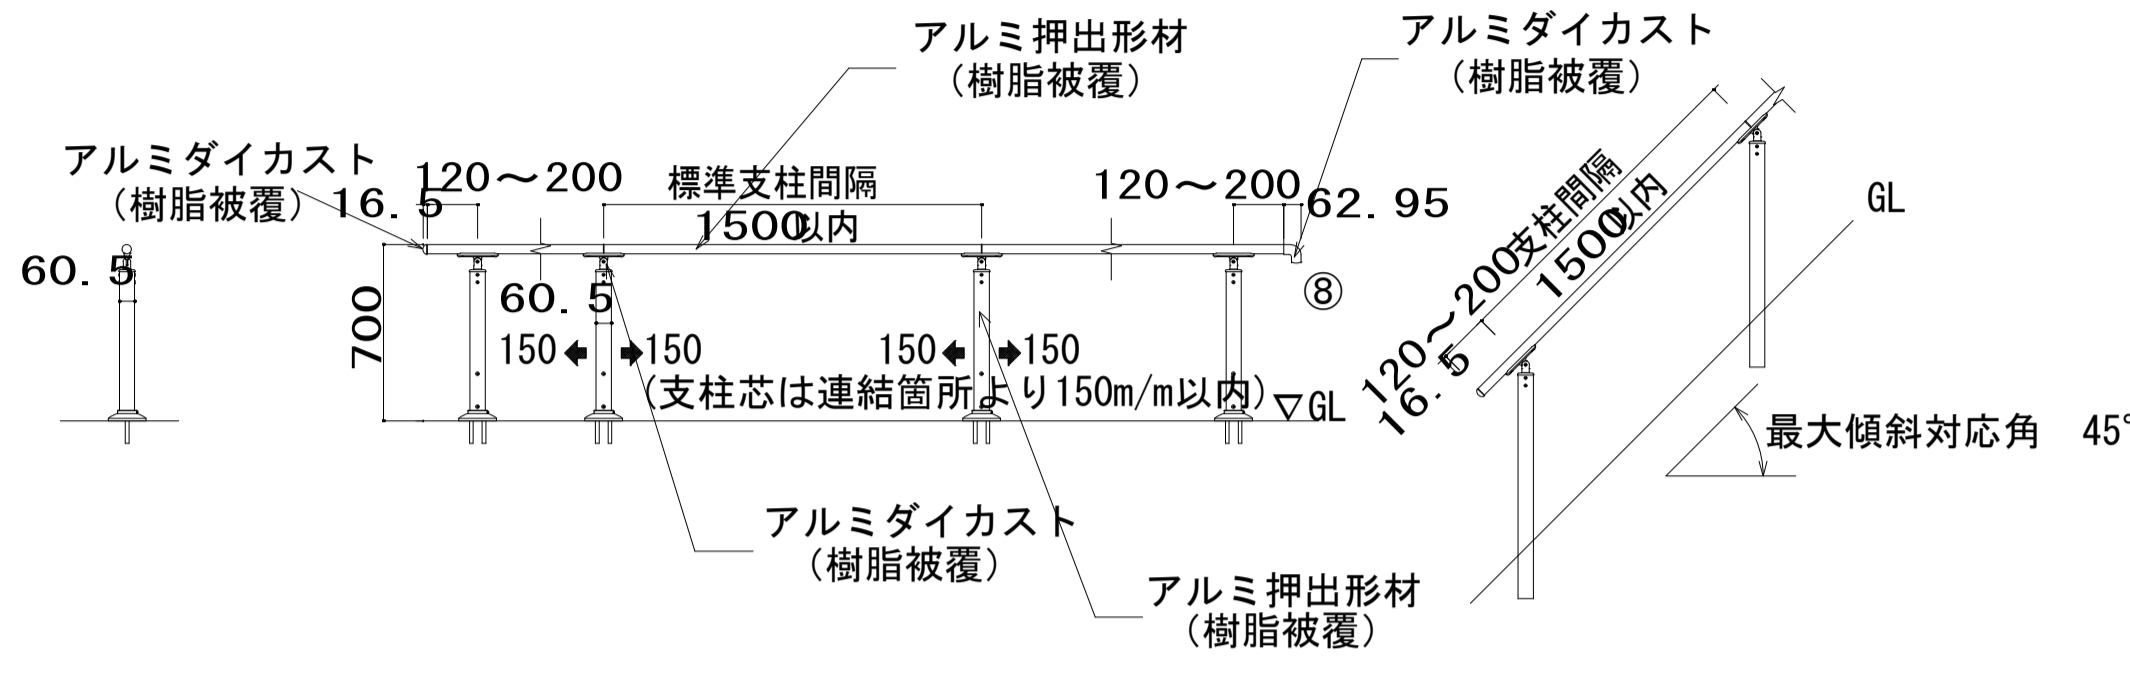 アルミ押出形材
（樹脂被覆）
アルミダイカスト
（樹脂被覆）
アルミダイカスト
（樹脂被覆）
16.5
120～200
標準支柱間隔
1500以内
120～200
62.95
60.5
700
60.5
⑧
150
150
150
150
（支柱芯は連結箇所より150m/m以内）
▽GL
アルミダイカスト
（樹脂被覆）
アルミ押出形材
（樹脂被覆）
支柱間隔
1500以内
120～200
16.5
GL
最大傾斜対応角　45°